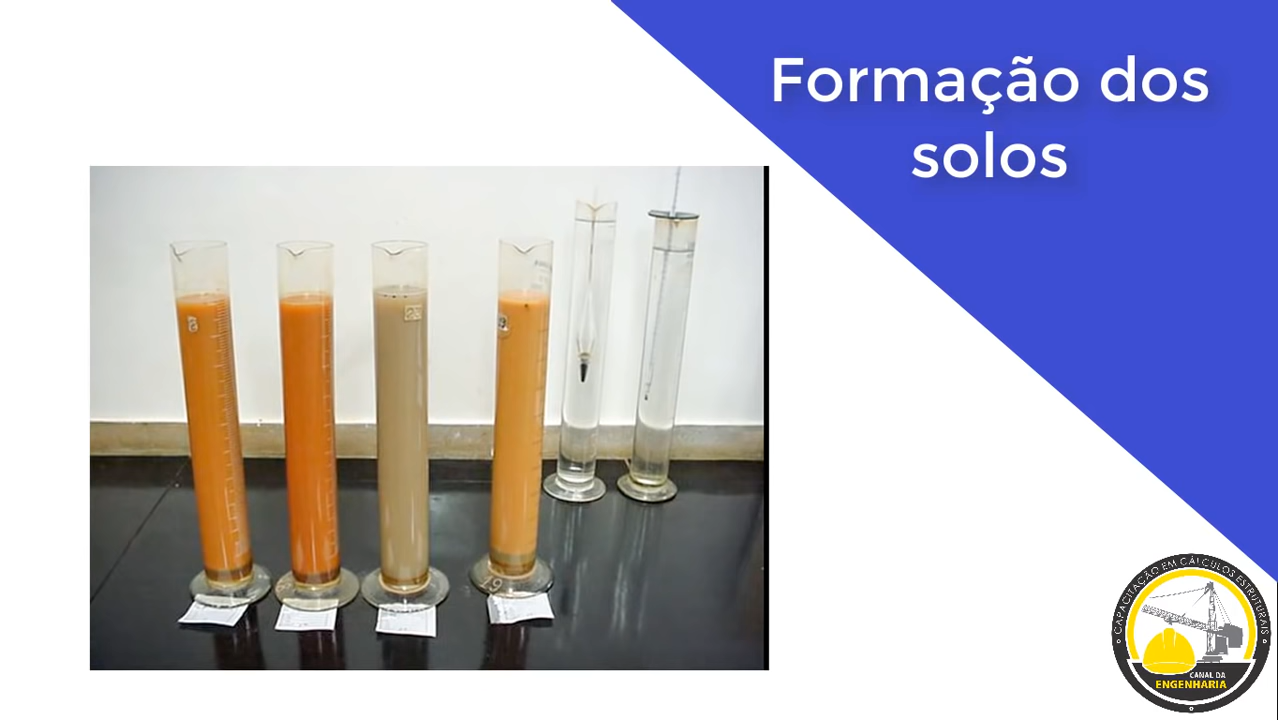 Formação dos
solos
CAPACITAÇÃO EM CÁLCULOS ESTRUTURAIS
CANAL DA
ENGENHARIA